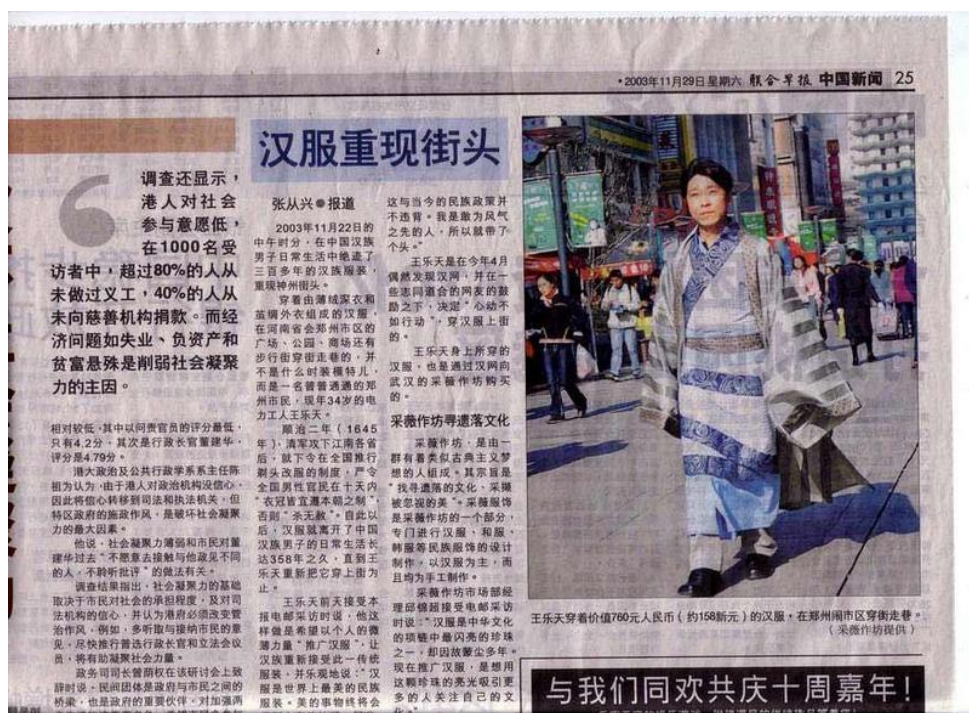 •2003年11月29日星期六 联合早报 中国新闻 25
调查还显示，
港人对社会
参与意愿低，
在1000名受
访者中，超过80%的人从
未做过义工，40%的人从
未向慈善机构捐款。而经
济问题如失业、负资产和
贫富悬殊是削弱社会凝聚
力的主因。
相对较低，其中以问责官员的评分最低，
只有4.2分，其次是行政长官董建华，
评分是4.79分。
港大政治及公共行政学系系主任陈
祖为认为，由于港人对政治机构没信心，
因此将信心转移到司法和执法机关，但
特区政府的施政作风，是破坏社会凝聚
力的最大因素。
他说，社会凝聚力薄弱和市民对董
建华过去“不愿意去接触与他政见不同
的人，不聆听批评”的做法有关。
调查结果指出，社会凝聚力的基础
取决于市民对社会的承担程度，及对司
法机构的信心，并认为港府必须改变管
治作风，例如，多听取与接纳市民的意
见，尽快推行普选行政长官和立法会议
员，将有助凝聚社会力量。
政务司司长曾荫权在该研讨会上致
辞时说，民间团体是政府与市民之间的
桥梁，也是政府的重要伙伴，对加强两
汉服重现街头
张从兴●报道
2003年11月22日的
中午时分，在中国汉族
男子日常生活中绝迹了
三百多年的汉族服装，
重现神州街头。
穿着由薄绒深衣和
茧绸外衣组成的汉服，
在河南省会郑州市区的
广场、公园、商场还有
步行街穿街走巷的，并
不是什么时装模特儿，
而是一名普普通通的郑
州市民，现年34岁的电
力工人王乐天。
顺治二年（1645
年），清军攻下江南各省
后，就下令在全国推行
剃头改服的制度，严令
全国男性官民在十天内
“衣冠皆宜遵本朝之制”，
否则“杀无赦”。自此以
后，汉服就离开了中国
汉族男子的日常生活长
达358年之久，直到王
乐天重新把它穿上街为
止。
王乐天前天接受本
报电邮采访时说，他这
样做是希望以个人的微
薄力量“推广汉服”，让
汉族重新接受此一传统
服装，并乐观地说：“汉
服是世界上最美的民族
服装。美的事物终将会
这与当今的民族政策并
不违背。我是敢为风气
之先的人，所以就带了
个头。”
王乐天是在今年4月
偶然发现汉网，并在一
些志同道合的网友的鼓
励之下，决定“心动不
如行动”，穿汉服上街
的。
王乐天身上所穿的
汉服，也是通过汉网向
武汉的采薇作坊购买
的。
采薇作坊寻遗落文化
采薇作坊，是由一
群有着类似古典主义梦
想的人组成。其宗旨是
“找寻遗落的文化，采撷
被忽视的美”。采薇服饰
是采薇作坊的一个部分，
专门进行汉服、和服、
韩服等民族服饰的设计
制作，以汉服为主，而
且均为手工制作。
采薇作坊市场部经
理邱锦超接受电邮采访
时说：“汉服是中华文化
的项链中最闪亮的珍珠
之一，却因故蒙尘多年。
现在推广汉服，是想用
这颗珍珠的亮光吸引更
多的人关注自己的文
王乐天穿着价值760元人民币（约158新元）的汉服，在郑州闹市区穿街走巷。
（采薇作坊提供）
与我们同欢共庆十周嘉年！